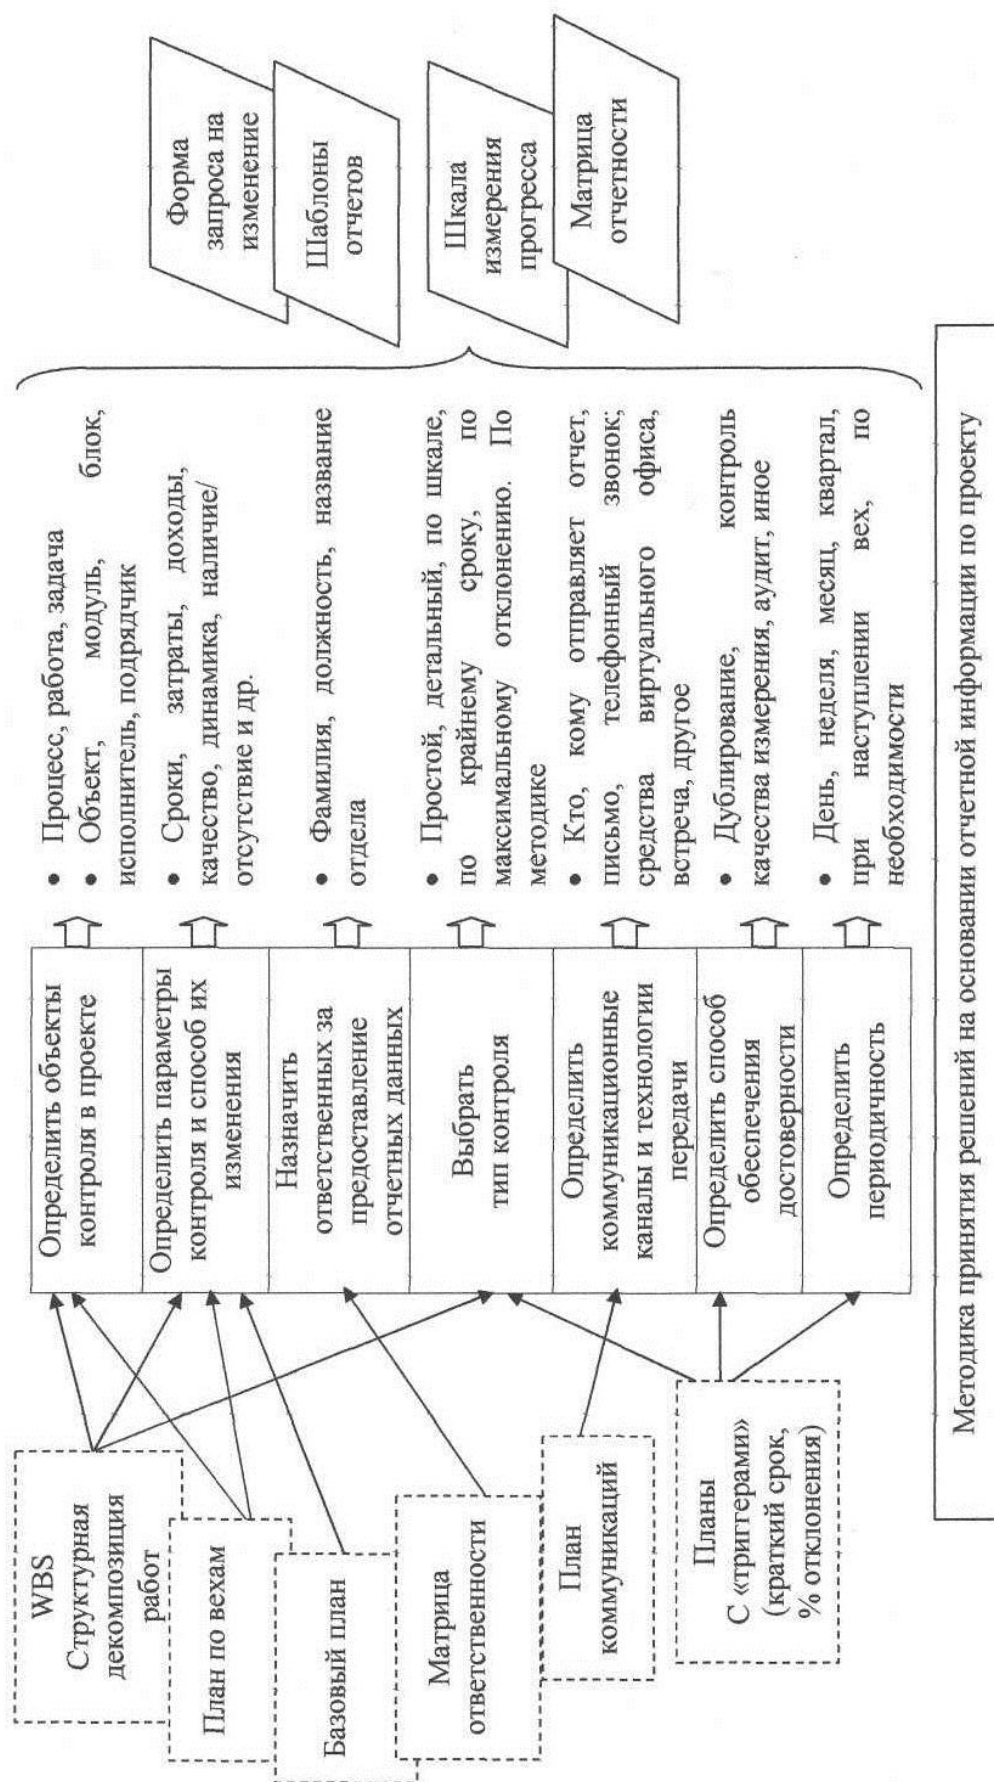 WBS
Структурная
декомпозиция
работ
План по вехам
Базовый план
Матрица
ответственности
План
коммуникаций
Планы
С «триггерами»
(краткий срок,
% отклонения)
Определить объекты
контроля в проекте
Определить параметры
контроля и способ их
изменения
Назначить
ответственных за
предоставление
отчетных данных
Выбрать
тип контроля
Определить
коммуникационные
каналы и технологии
передачи
Определить способ
обеспечения
достоверности
Определить
периодичность
• Процесс, работа, задача
• Объект, модуль, блок,
исполнитель, подрядчик
• Сроки, затраты, доходы,
качество, динамика, наличие/
отсутствие и др.
• Фамилия, должность, название
отдела
• Простой, детальный, по шкале,
по крайнему сроку, по
максимальному отклонению. По
методике
• Кто, кому отправляет отчет,
письмо, телефонный звонок;
средства виртуального офиса,
встреча, другое
• Дублирование, контроль
качества измерения, аудит, иное
• День, неделя, месяц, квартал,
при наступлении вех, по
необходимости
Форма
запроса на
изменение
Шаблоны
отчетов
Шкала
измерения
прогресса
Матрица
отчетности
Методика принятия решений на основании отчетной информации по проекту